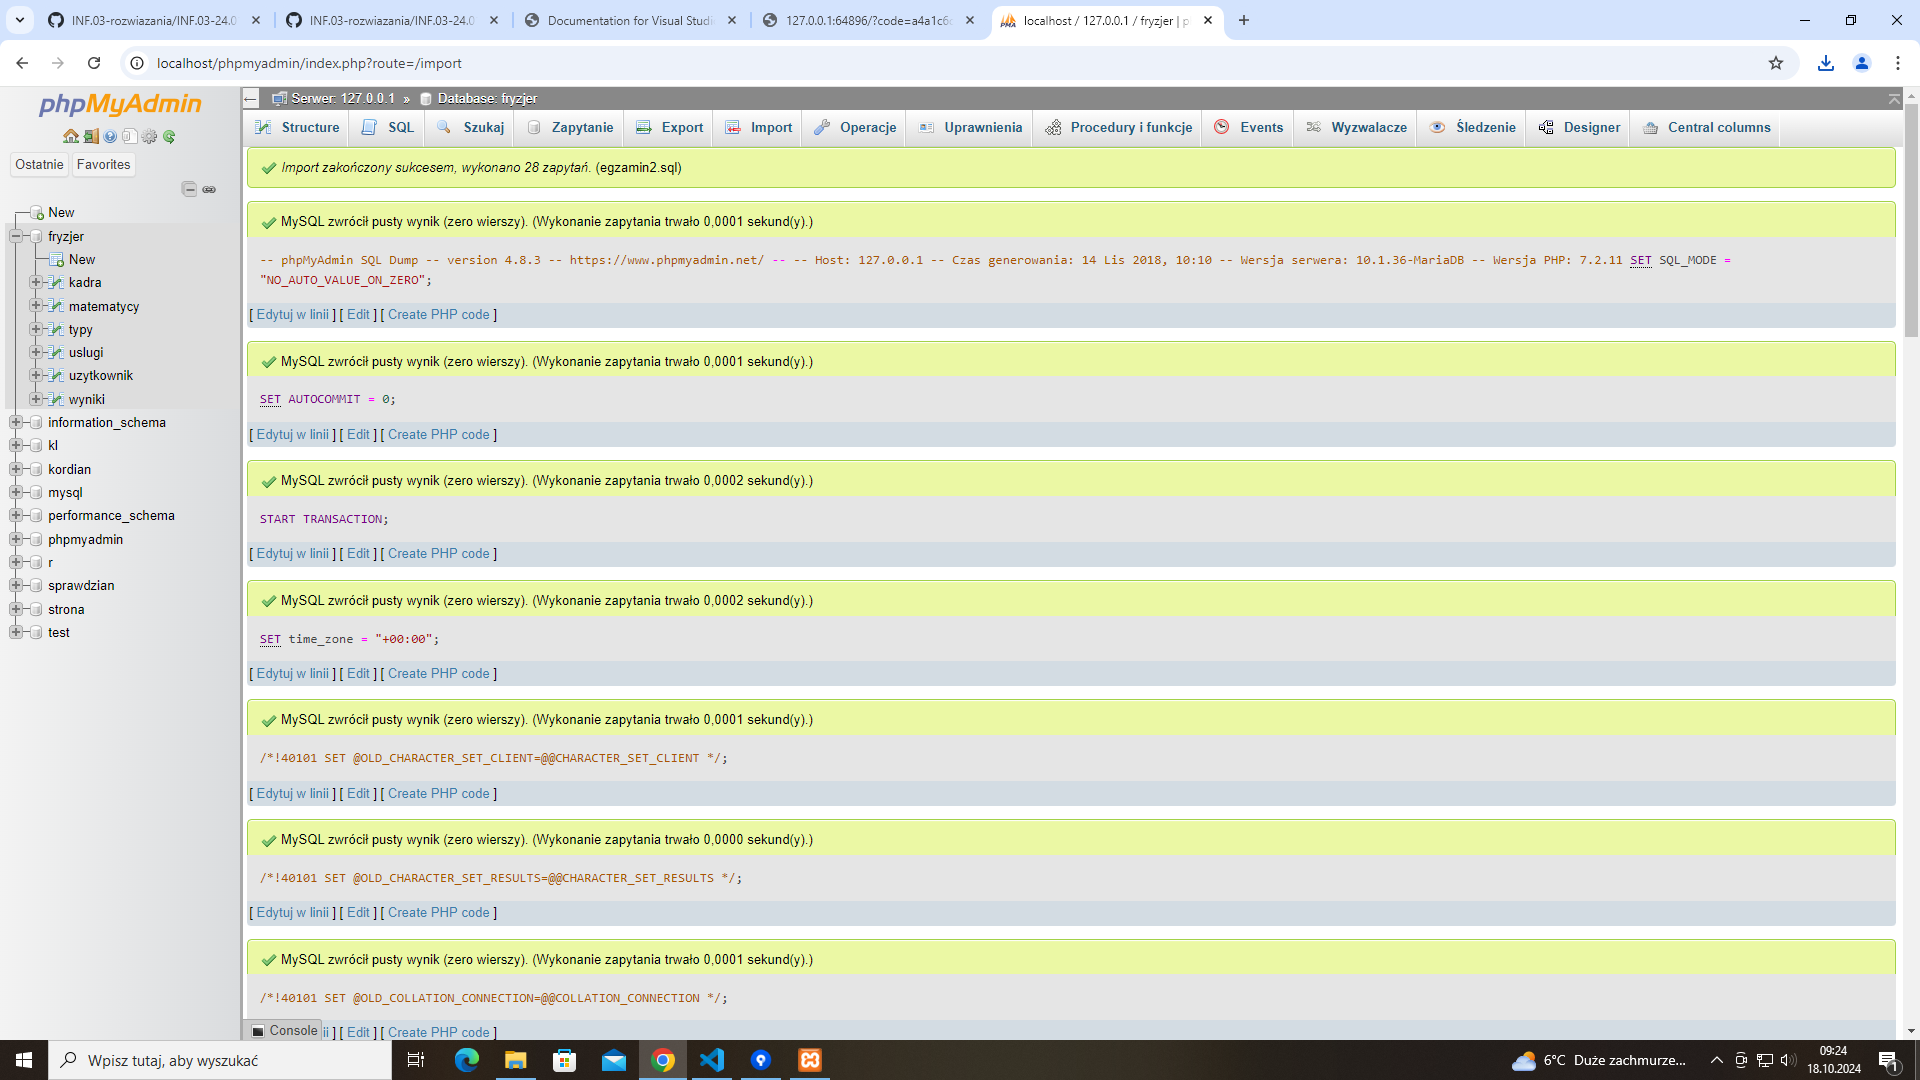 INF.03-rozwiazania/INF.03-24.0
INF.03-rozwiazania/INF.03-24.0
Documentation for Visual Studi
127.0.0.1:64896/?code=a4a1c6
localhost / 127.0.0.1 / fryzjer | p
localhost/phpmyadmin/index.php?route=/import
phpMyAdmin
Ostatnie
Favorites
New
fryzjer
New
kadra
matematycy
typy
uslugi
uzytkownik
wyniki
information_schema
kl
kordian
mysql
performance_schema
phpmyadmin
r
sprawdzian
strona
test
Serwer: 127.0.0.1 » Database: fryzjer
Structure
SQL
Szukaj
Zapytanie
Export
Import
Operacje
Uprawnienia
Procedury i funkcje
Events
Wyzwalacze
Śledzenie
Designer
Central columns
Import zakończony sukcesem, wykonano 28 zapytań. (egzamin2.sql)
MySQL zwrócił pusty wynik (zero wierszy). (Wykonanie zapytania trwało 0,0001 sekund(y).)
-- phpMyAdmin SQL Dump -- version 4.8.3 -- https://www.phpmyadmin.net/ -- -- Host: 127.0.0.1 -- Czas generowania: 14 Lis 2018, 10:10 -- Wersja serwera: 10.1.36-MariaDB -- Wersja PHP: 7.2.11 SET SQL_MODE =
"NO_AUTO_VALUE_ON_ZERO";
[ Edytuj w linii ] [ Edit ] [ Create PHP code ]
MySQL zwrócił pusty wynik (zero wierszy). (Wykonanie zapytania trwało 0,0001 sekund(y).)
SET AUTOCOMMIT = 0;
[ Edytuj w linii ] [ Edit ] [ Create PHP code ]
MySQL zwrócił pusty wynik (zero wierszy). (Wykonanie zapytania trwało 0,0002 sekund(y).)
START TRANSACTION;
[ Edytuj w linii ] [ Edit ] [ Create PHP code ]
MySQL zwrócił pusty wynik (zero wierszy). (Wykonanie zapytania trwało 0,0002 sekund(y).)
SET time_zone = "+00:00";
[ Edytuj w linii ] [ Edit ] [ Create PHP code ]
MySQL zwrócił pusty wynik (zero wierszy). (Wykonanie zapytania trwało 0,0001 sekund(y).)
/*!40101 SET @OLD_CHARACTER_SET_CLIENT=@@CHARACTER_SET_CLIENT */;
[ Edytuj w linii ] [ Edit ] [ Create PHP code ]
MySQL zwrócił pusty wynik (zero wierszy). (Wykonanie zapytania trwało 0,0000 sekund(y).)
/*!40101 SET @OLD_CHARACTER_SET_RESULTS=@@CHARACTER_SET_RESULTS */;
[ Edytuj w linii ] [ Edit ] [ Create PHP code ]
MySQL zwrócił pusty wynik (zero wierszy). (Wykonanie zapytania trwało 0,0001 sekund(y).)
/*!40101 SET @OLD_COLLATION_CONNECTION=@@COLLATION_CONNECTION */;
Console ii ] [ Edit ] [ Create PHP code ]
Wpisz tutaj, aby wyszukać
6°C Duże zachmurze...
09:24
18.10.2024
1